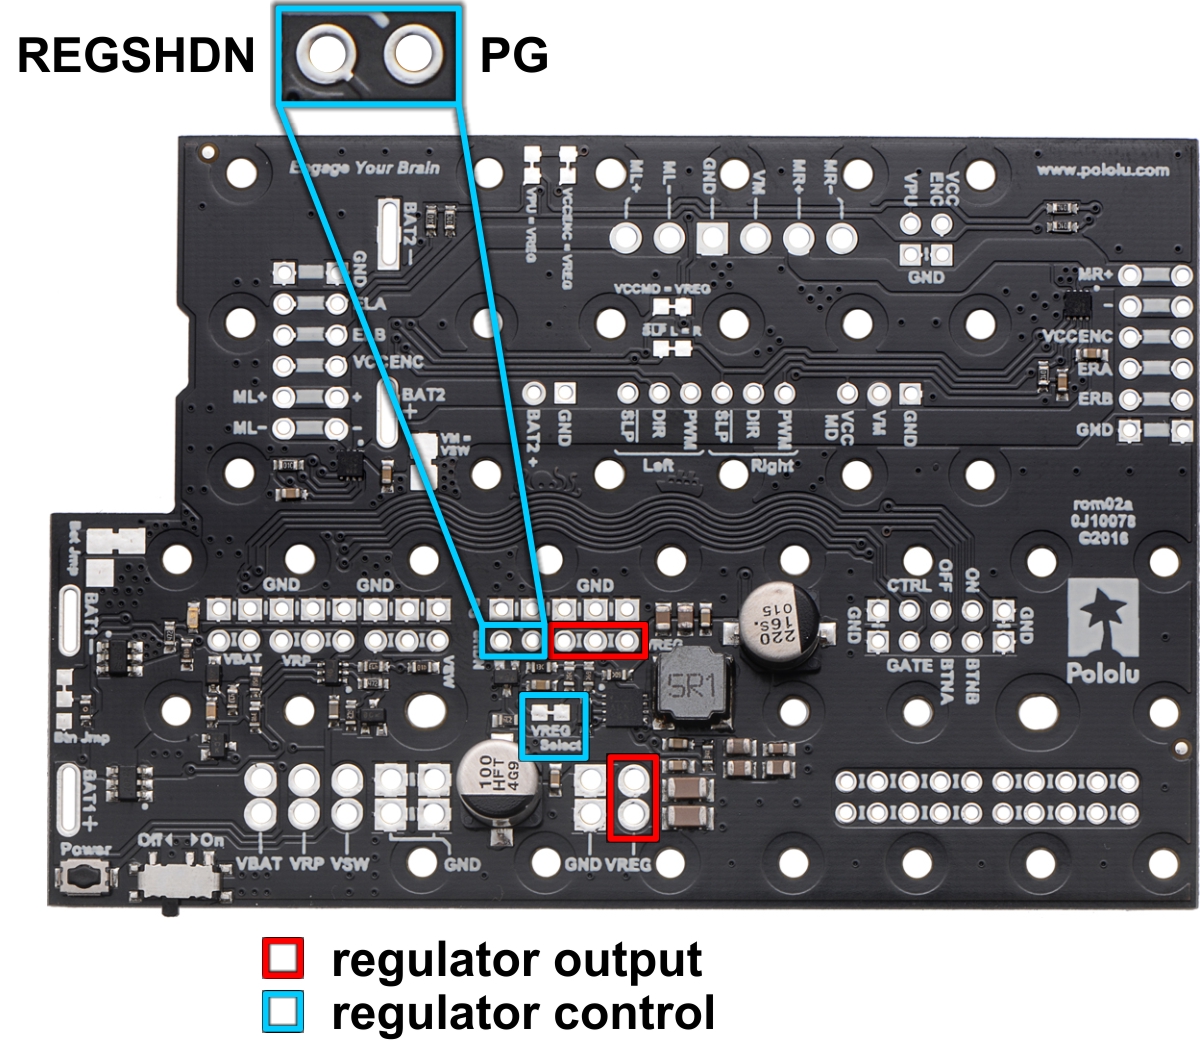 REGSHDN PG
Engage Your Brain
www.pololu.com
ML+ ML- GND VM MR+ MR-
VPU VCC ENC
GND
VPU = VREG
VCCENC = VREG
BAT2 -
GND
ELA
ELB
VCCENC
ML+ +
ML- -
BAT2 +
VM = VSW
VCCMD = VREG
SLP L = R
MR+
-
VCCENC
ERA
ERB
GND
BAT2 + GND
SLP DIR PWM SLP DIR PWM
VCC MD VM GND
Left Right
rom02a
0J10078
©2016
Bat Jmp
BAT1 -
GND GND GND
VBAT VRP VSW
CTRL OFF ON
GND GND
GATE BTNA BTNB
Pololu
220
16S.
015
5R1
VREG
Select
Btn Jmp
BAT1 +
100
HFT
4G9
Off On
Power
VBAT VRP VSW GND
GND VREG
regulator output
regulator control